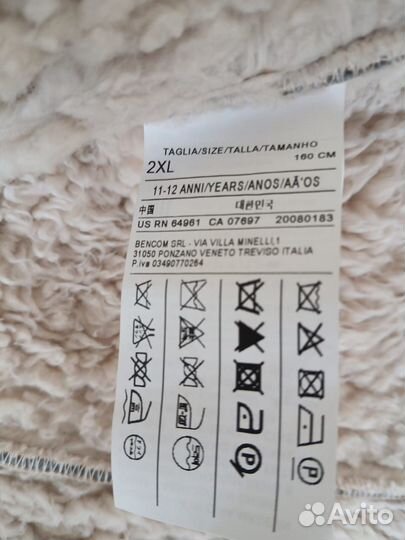 TAGLIA/SIZE/TALLA/TAMANHO
2XL 160 CM
11-12 ANNI/YEARS/ANOS/AÃ'OS
中国 대한민국
US RN 64961 CA 07697 20080183
BENCOM SRL - VIA VILLA MINELLI,1
31050 PONZANO VENETO TREVISO ITALIA
P.iva 03490770264
A
P
Avito